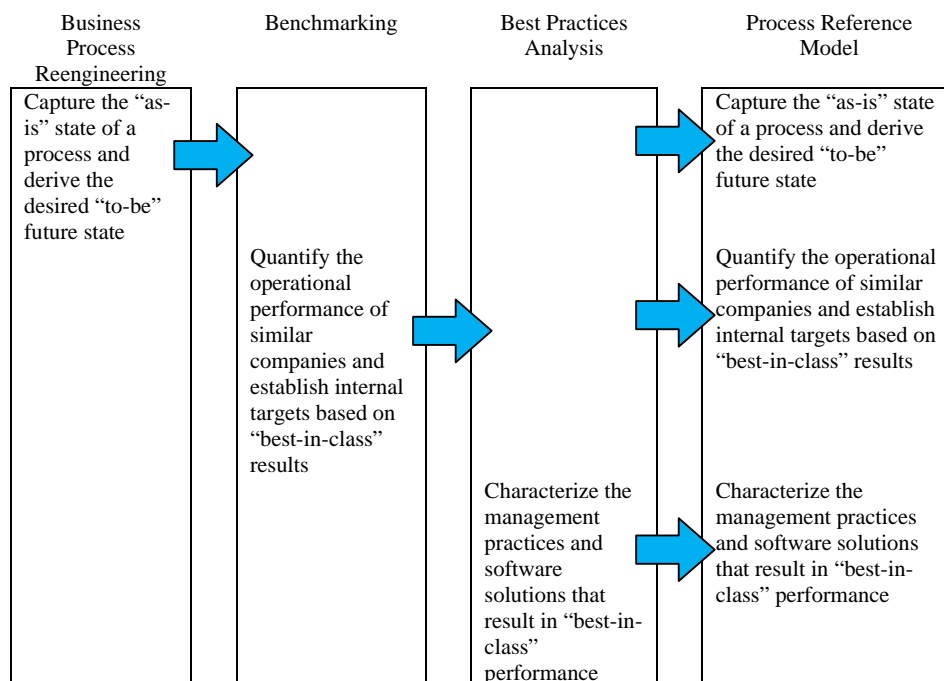 Business
Process
Reengineering
Benchmarking
Best Practices
Analysis
Process Reference
Model
Capture the “as-
is” state of a
process and
derive the
desired “to-be”
future state
Quantify the
operational
performance of
similar
companies and
establish internal
targets based on
“best-in-class”
results
Characterize the
management
practices and
software
solutions that
result in “best-in-
class”
performance
Capture the “as-is” state
of a process and derive
the desired “to-be”
future state
Quantify the operational
performance of similar
companies and establish
internal targets based on
“best-in-class” results
Characterize the
management practices
and software solutions
that result in “best-in-
class” performance